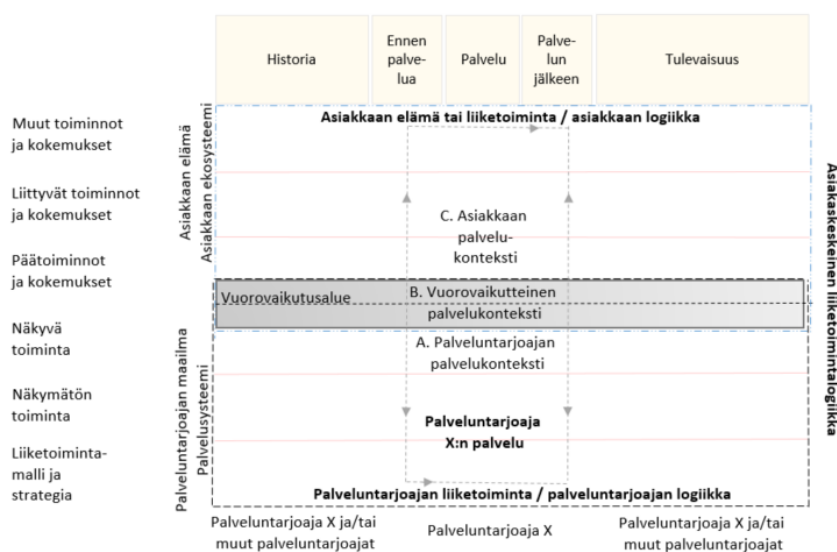 Historia
Ennen
palve-
lua
Palvelu
Palve-
lun
jälkeen
Tulevaisuus
Asiakkaan elämä tai liiketoiminta / asiakkaan logiikka
Muut toiminnot
ja kokemukset
Liittyvät toiminnot
ja kokemukset
Päätoiminnot
ja kokemukset
Näkyvä
toiminta
Näkymätön
toiminta
Liiketoiminta-
malli ja
strategia
Asiakkaan elämä
Asiakkaan ekosysteemi
Palveluntarjoajan maailma
Palvelusysteemi
C. Asiakkaan
palvelu-
konteksti
Vuorovaikutusalue
B. Vuorovaikutteinen
palvelukonteksti
A. Palveluntarjoajan
palvelukonteksti
Palveluntarjoaja
X:n palvelu
Palveluntarjoajan liiketoiminta / palveluntarjoajan logiikka
Palveluntarjoaja X ja/tai
muut palveluntarjoajat
Palveluntarjoaja X
Palveluntarjoaja X ja/tai
muut palveluntarjoajat
Asiakaskeskeinen liiketoimintalogiikka